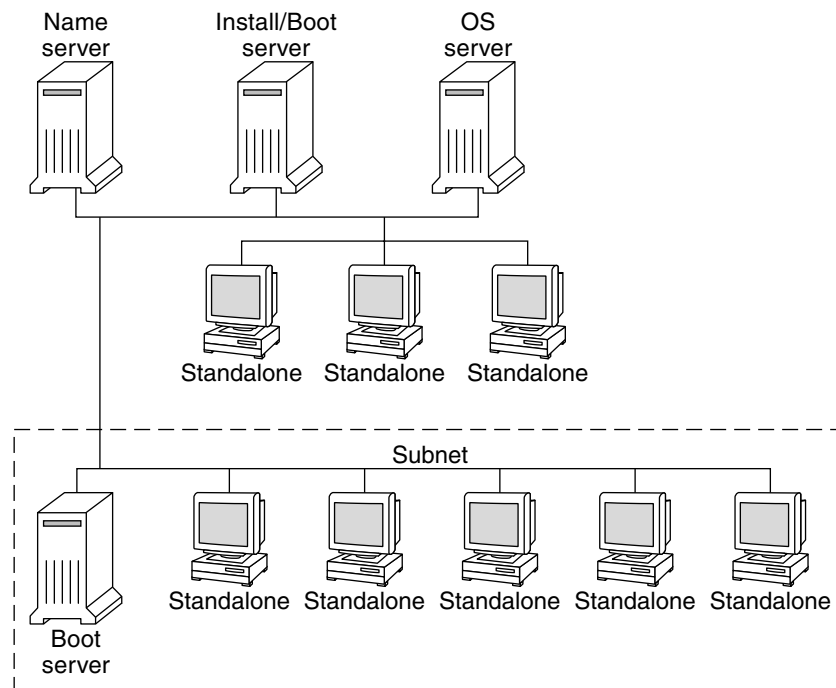 Name
server
Install/Boot
server
OS
server
Standalone
Standalone
Standalone
Subnet
Boot
server
Standalone
Standalone
Standalone
Standalone
Standalone